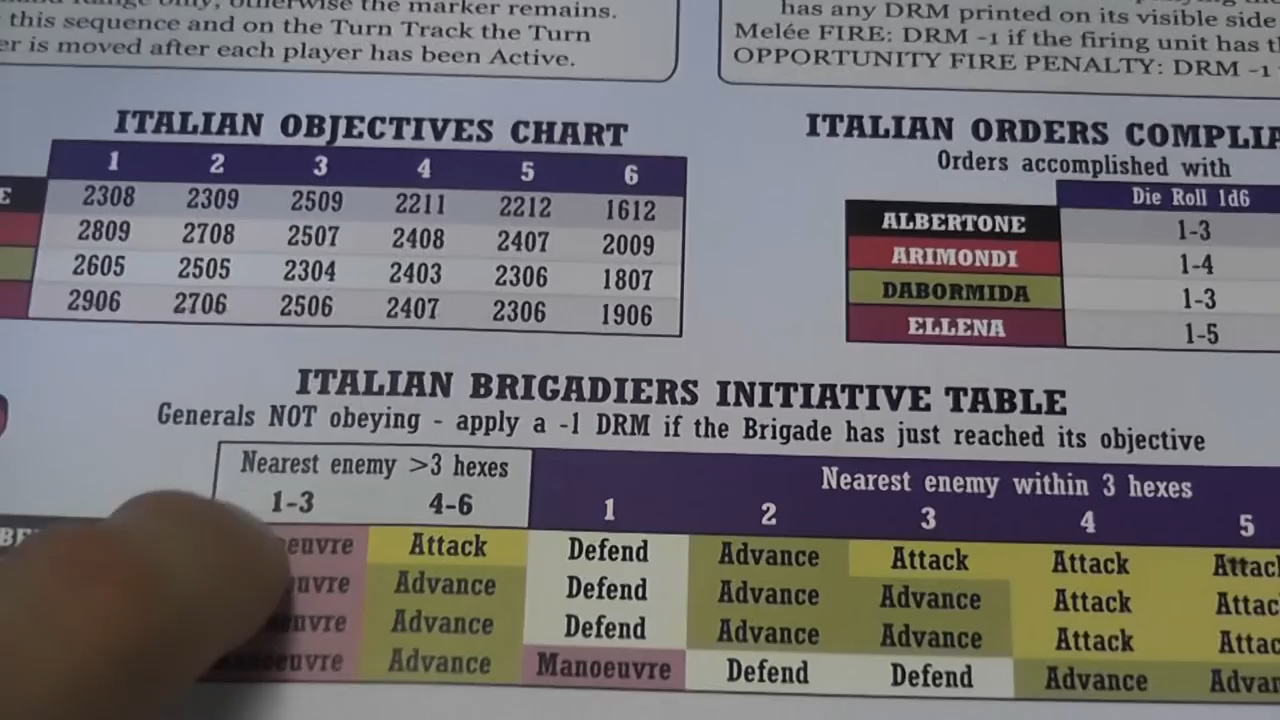 only, otherwise the marker remains.
this sequence and on the Turn Track the Turn
is moved after each player has been Active.
has any DRM printed on its visible side
Melée FIRE: DRM -1 if the firing unit has
OPPORTUNITY FIRE PENALTY: DRM -1
ITALIAN OBJECTIVES CHART
1 2 3 4 5 6
2308 2309 2509 2211 2212 1612
2809 2708 2507 2408 2407 2009
2605 2505 2304 2403 2306 1807
2906 2706 2506 2407 2306 1906
ITALIAN ORDERS
Orders accomplished with
Die Roll 1d6
ALBERTONE 1-3
ARIMONDI 1-4
DABORMIDA 1-3
ELLENA 1-5
ITALIAN BRIGADIERS INITIATIVE TABLE
Generals NOT obeying - apply a -1 DRM if the Brigade has just reached its objective
Nearest enemy >3 hexes
Nearest enemy within 3 hexes
1-3 4-6 1 2 3 4 5
Attack Defend Advance Attack Attack
Advance Defend Advance Advance Attack
Advance Defend Advance Advance Attack
Advance Manoeuvre Defend Defend Advance